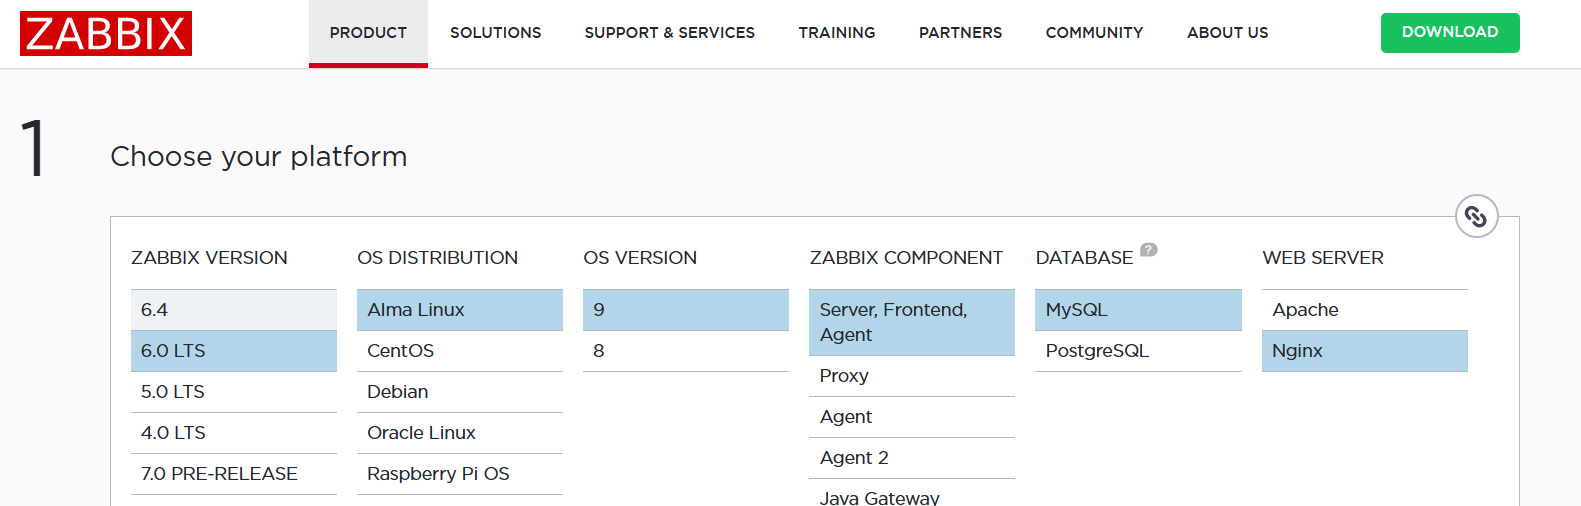 ZABBIX
PRODUCT SOLUTIONS SUPPORT & SERVICES TRAINING PARTNERS COMMUNITY ABOUT US DOWNLOAD
1 Choose your platform
ZABBIX VERSION OS DISTRIBUTION OS VERSION ZABBIX COMPONENT DATABASE ? WEB SERVER
6.4 Alma Linux 9 Server, Frontend, MySQL Apache
Agent
6.0 LTS CentOS 8 PostgreSQL Nginx
5.0 LTS Debian Proxy
4.0 LTS Oracle Linux Agent
7.0 PRE-RELEASE Raspberry Pi OS Agent 2
Java Gateway